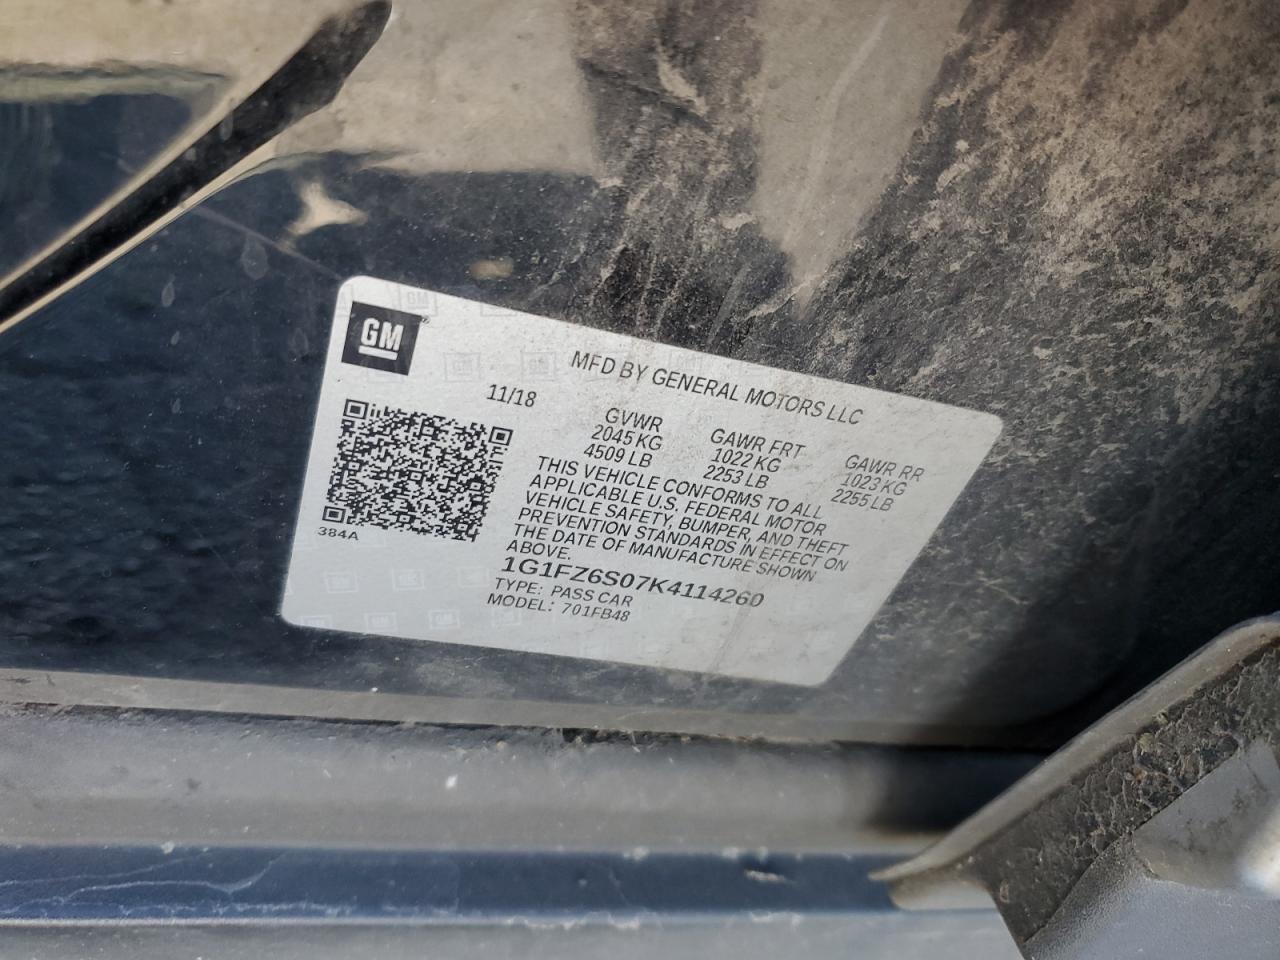 GM
MFD BY GENERAL MOTORS LLC
11/18
GVWR GAWR FRT GAWR RR
2045 KG 1022 KG 1023 KG
4509 LB 2253 LB 2255 LB
THIS VEHICLE CONFORMS TO ALL
APPLICABLE U.S. FEDERAL MOTOR
VEHICLE SAFETY, BUMPER, AND THEFT
PREVENTION STANDARDS IN EFFECT ON
THE DATE OF MANUFACTURE SHOWN
ABOVE.
384A
1G1FZ6S07K4114260
TYPE: PASS CAR
MODEL: 701FB48